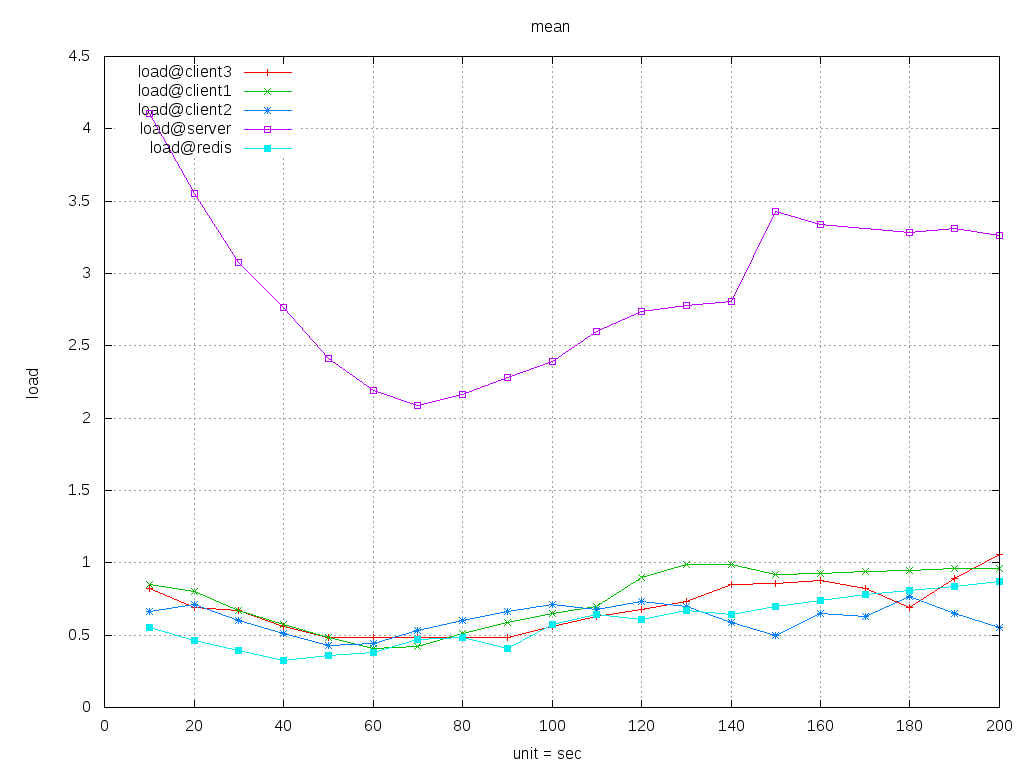 mean
4.5
4
3.5
3
2.5
2
1.5
1
0.5
0
load
load@client3
load@client1
load@client2
load@server
load@redis
0 20 40 60 80 100 120 140 160 180 200
unit = sec